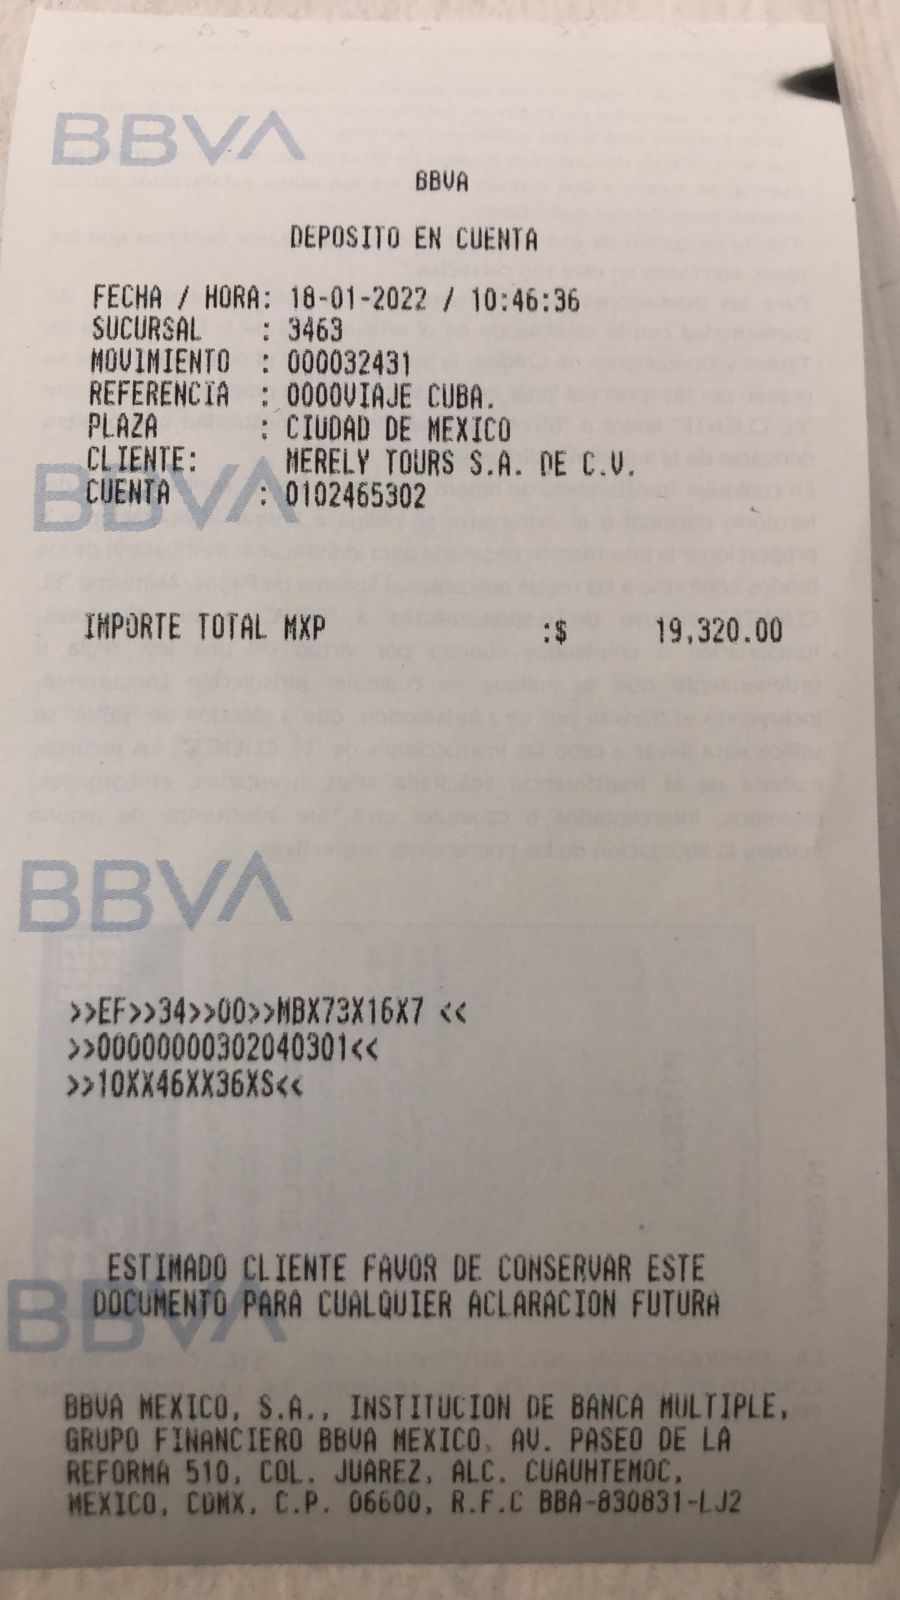 BBVA
BBVA
DEPOSITO EN CUENTA
FECHA / HORA: 18-01-2022 / 10:46:36
SUCURSAL : 3463
MOVIMIENTO : 000032431
REFERENCIA : 0000VIAJE CUBA.
PLAZA : CIUDAD DE MEXICO
CLIENTE: MERELY TOURS S.A. DE C.V.
BBVA
CUENTA : 0102465302
IMPORTE TOTAL MXP :$ 19,320.00
BBVA
>>EF>>34>>00>>MBX73X16X7 <<
>>00000000302040301<<
>>10XX46XX36XS<<
ESTIMADO CLIENTE FAVOR DE CONSERVAR ESTE
BBVA
DOCUMENTO PARA CUALQUIER ACLARACION FUTURA
BBVA MEXICO, S.A., INSTITUCION DE BANCA MULTIPLE,
GRUPO FINANCIERO BBVA MEXICO. AV. PASEO DE LA
REFORMA 510, COL. JUAREZ, ALC. CUAUHTEMOC,
MEXICO, CDMX, C.P. 06600, R.F.C BBA-830831-LJ2